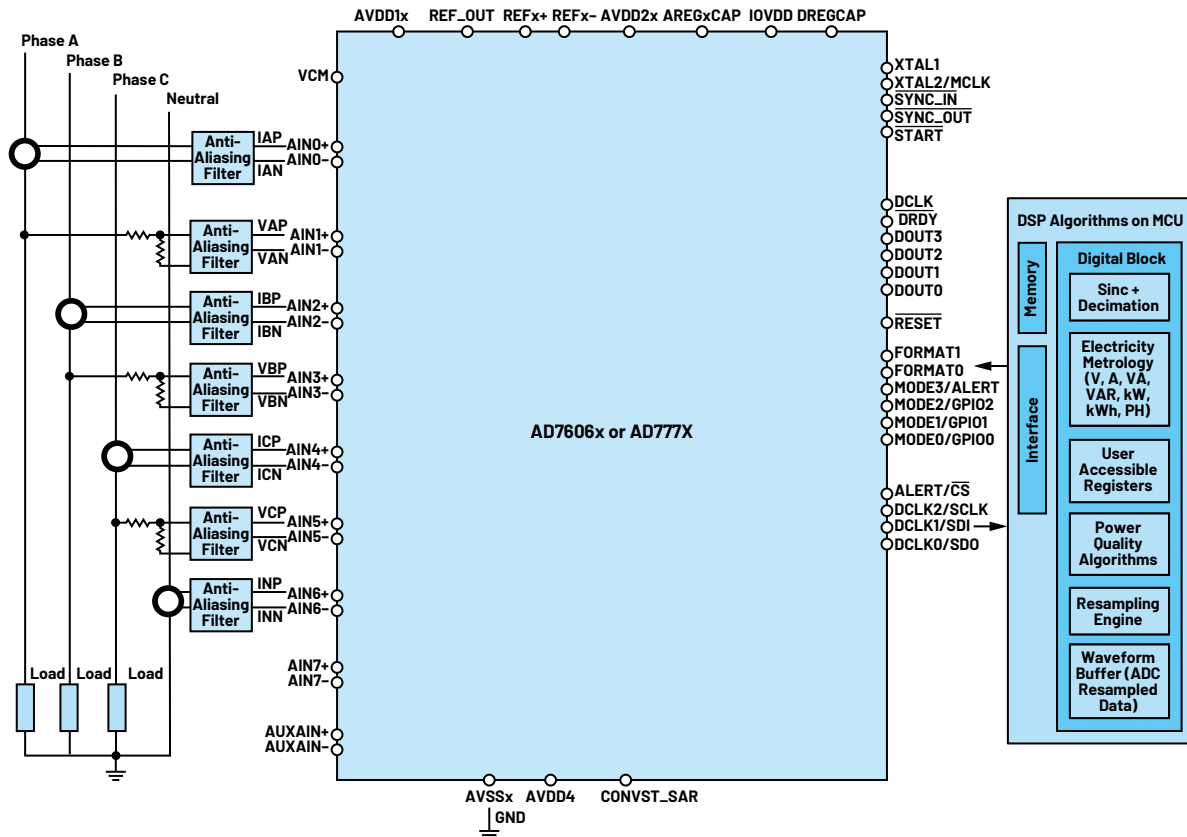 AVDD1x
REF_OUT
REFx+
REFx−
AVDD2x
AREGxCAP
IOVDD
DREGCAP
Phase A
Phase B
Phase C
Neutral
VCM
Anti-
Aliasing
Filter
IAP
IAN
AIN0+
AIN0−
Anti-
Aliasing
Filter
VAP
VAN
AIN1+
AIN1−
Anti-
Aliasing
Filter
IBP
IBN
AIN2+
AIN2−
Anti-
Aliasing
Filter
VBP
VBN
AIN3+
AIN3−
Anti-
Aliasing
Filter
ICP
ICN
AIN4+
AIN4−
Anti-
Aliasing
Filter
VCP
VCN
AIN5+
AIN5−
Anti-
Aliasing
Filter
INP
INN
AIN6+
AIN6−
Load
Load
Load
AIN7+
AIN7−
AUXAIN+
AUXAIN−
AD7606x or AD777X
AVSSx
AVDD4
CONVST_SAR
GND
XTAL1
XTAL2/MCLK
SYNC_IN
SYNC_OUT
START
DCLK
DRDY
DOUT3
DOUT2
DOUT1
DOUT0
RESET
FORMAT1
FORMAT0
MODE3/ALERT
MODE2/GPIO2
MODE1/GPIO1
MODE0/GPIO0
ALERT/CS
DCLK2/SCLK
DCLK1/SDI
DCLK0/SDO
DSP Algorithms on MCU
Memory
Interface
Digital Block
Sinc +
Decimation
Electricity
Metrology
(V, A, VA,
VAR, kW,
kWh, PH)
User
Accessible
Registers
Power
Quality
Algorithms
Resampling
Engine
Waveform
Buffer (ADC
Resampled
Data)